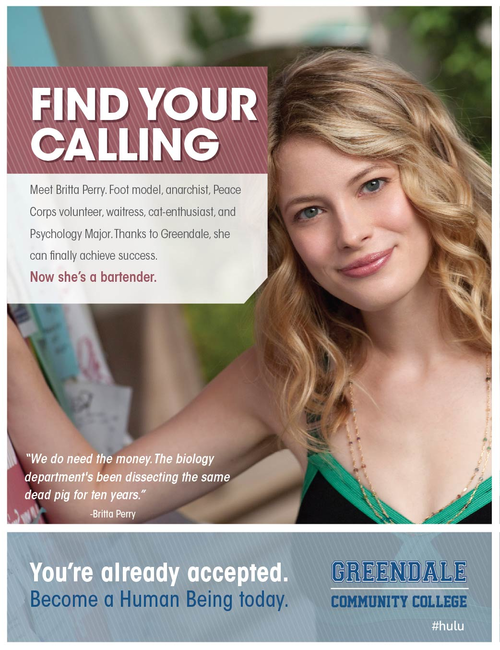 FIND YOUR
CALLING
Meet Britta Perry. Foot model, anarchist, Peace
Corps volunteer, waitress, cat-enthusiast, and
Psychology Major. Thanks to Greendale, she
can finally achieve success.
Now she's a bartender.
"We do need the money. The biology
department's been dissecting the same
dead pig for ten years."
-Britta Perry
You're already accepted.
Become a Human Being today.
GREENDALE
COMMUNITY COLLEGE
#hulu